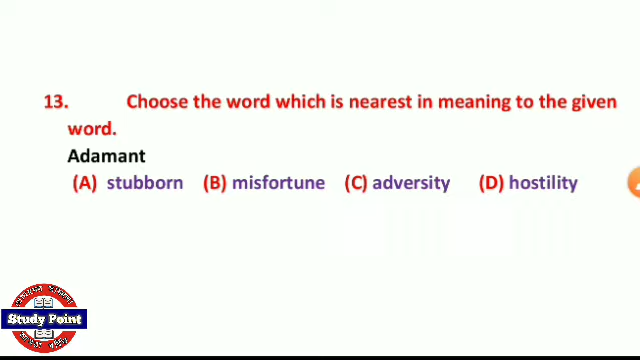 13. Choose the word which is nearest in meaning to the given
word.
Adamant
(A) stubborn (B) misfortune (C) adversity (D) hostility
Study Point